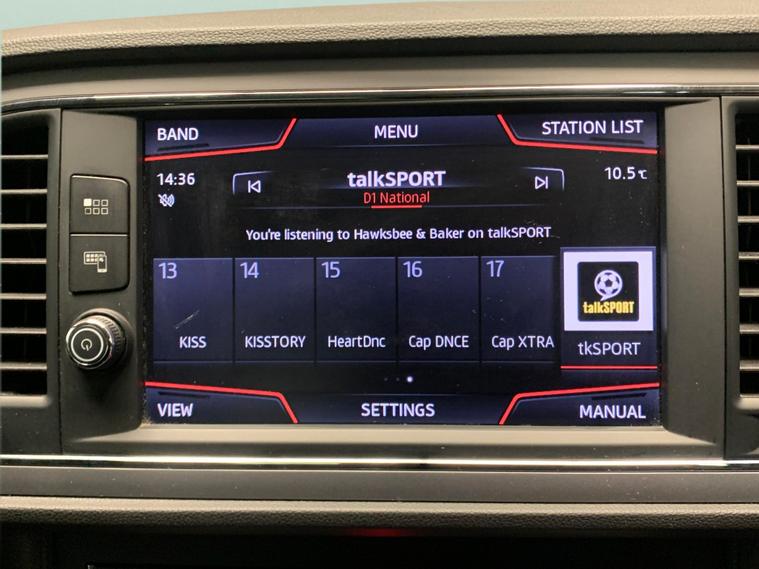 BAND
MENU
STATION LIST
14:36
talkSPORT
10.5℃
D1 National
You're listening to Hawksbee & Baker on talkSPORT
13
14
15
16
17
talkSPORT
KISS
KISSTORY
HeartDnc
Cap DNCE
Cap XTRA
tkSPORT
VIEW
SETTINGS
MANUAL